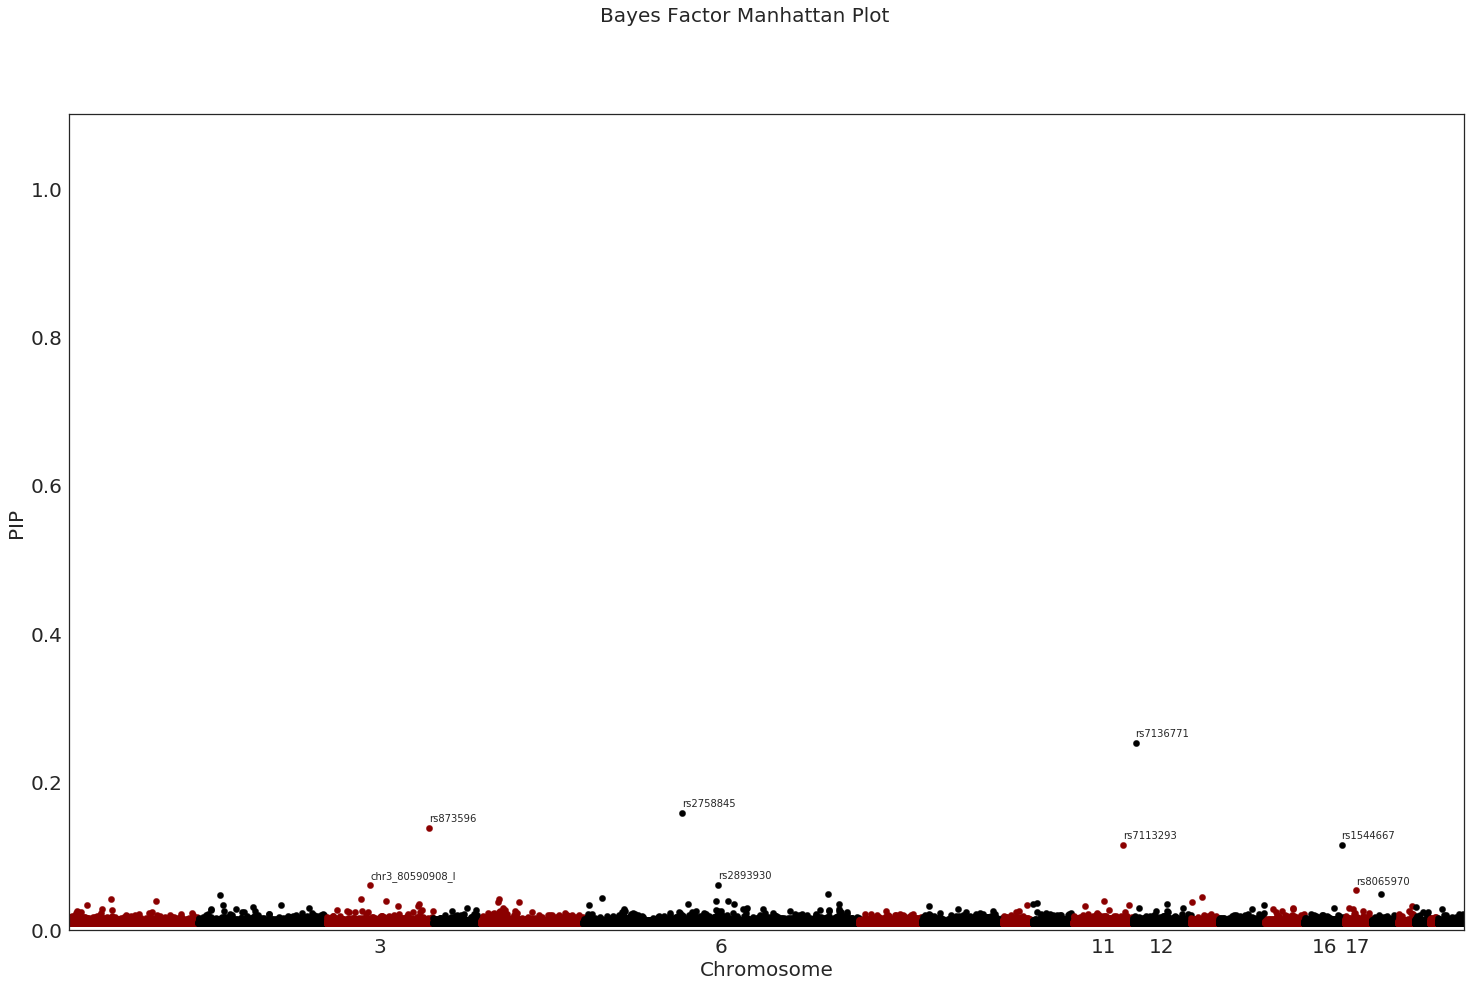 Bayes Factor Manhattan Plot
1.0
0.8
0.6
0.4
0.2
0.0
PIP
rs7136771
rs2758845
rs873596
rs7113293
rs1544667
chr3_80590908_I
rs2893930
rs8065970
3 6 11 12 16 17
Chromosome